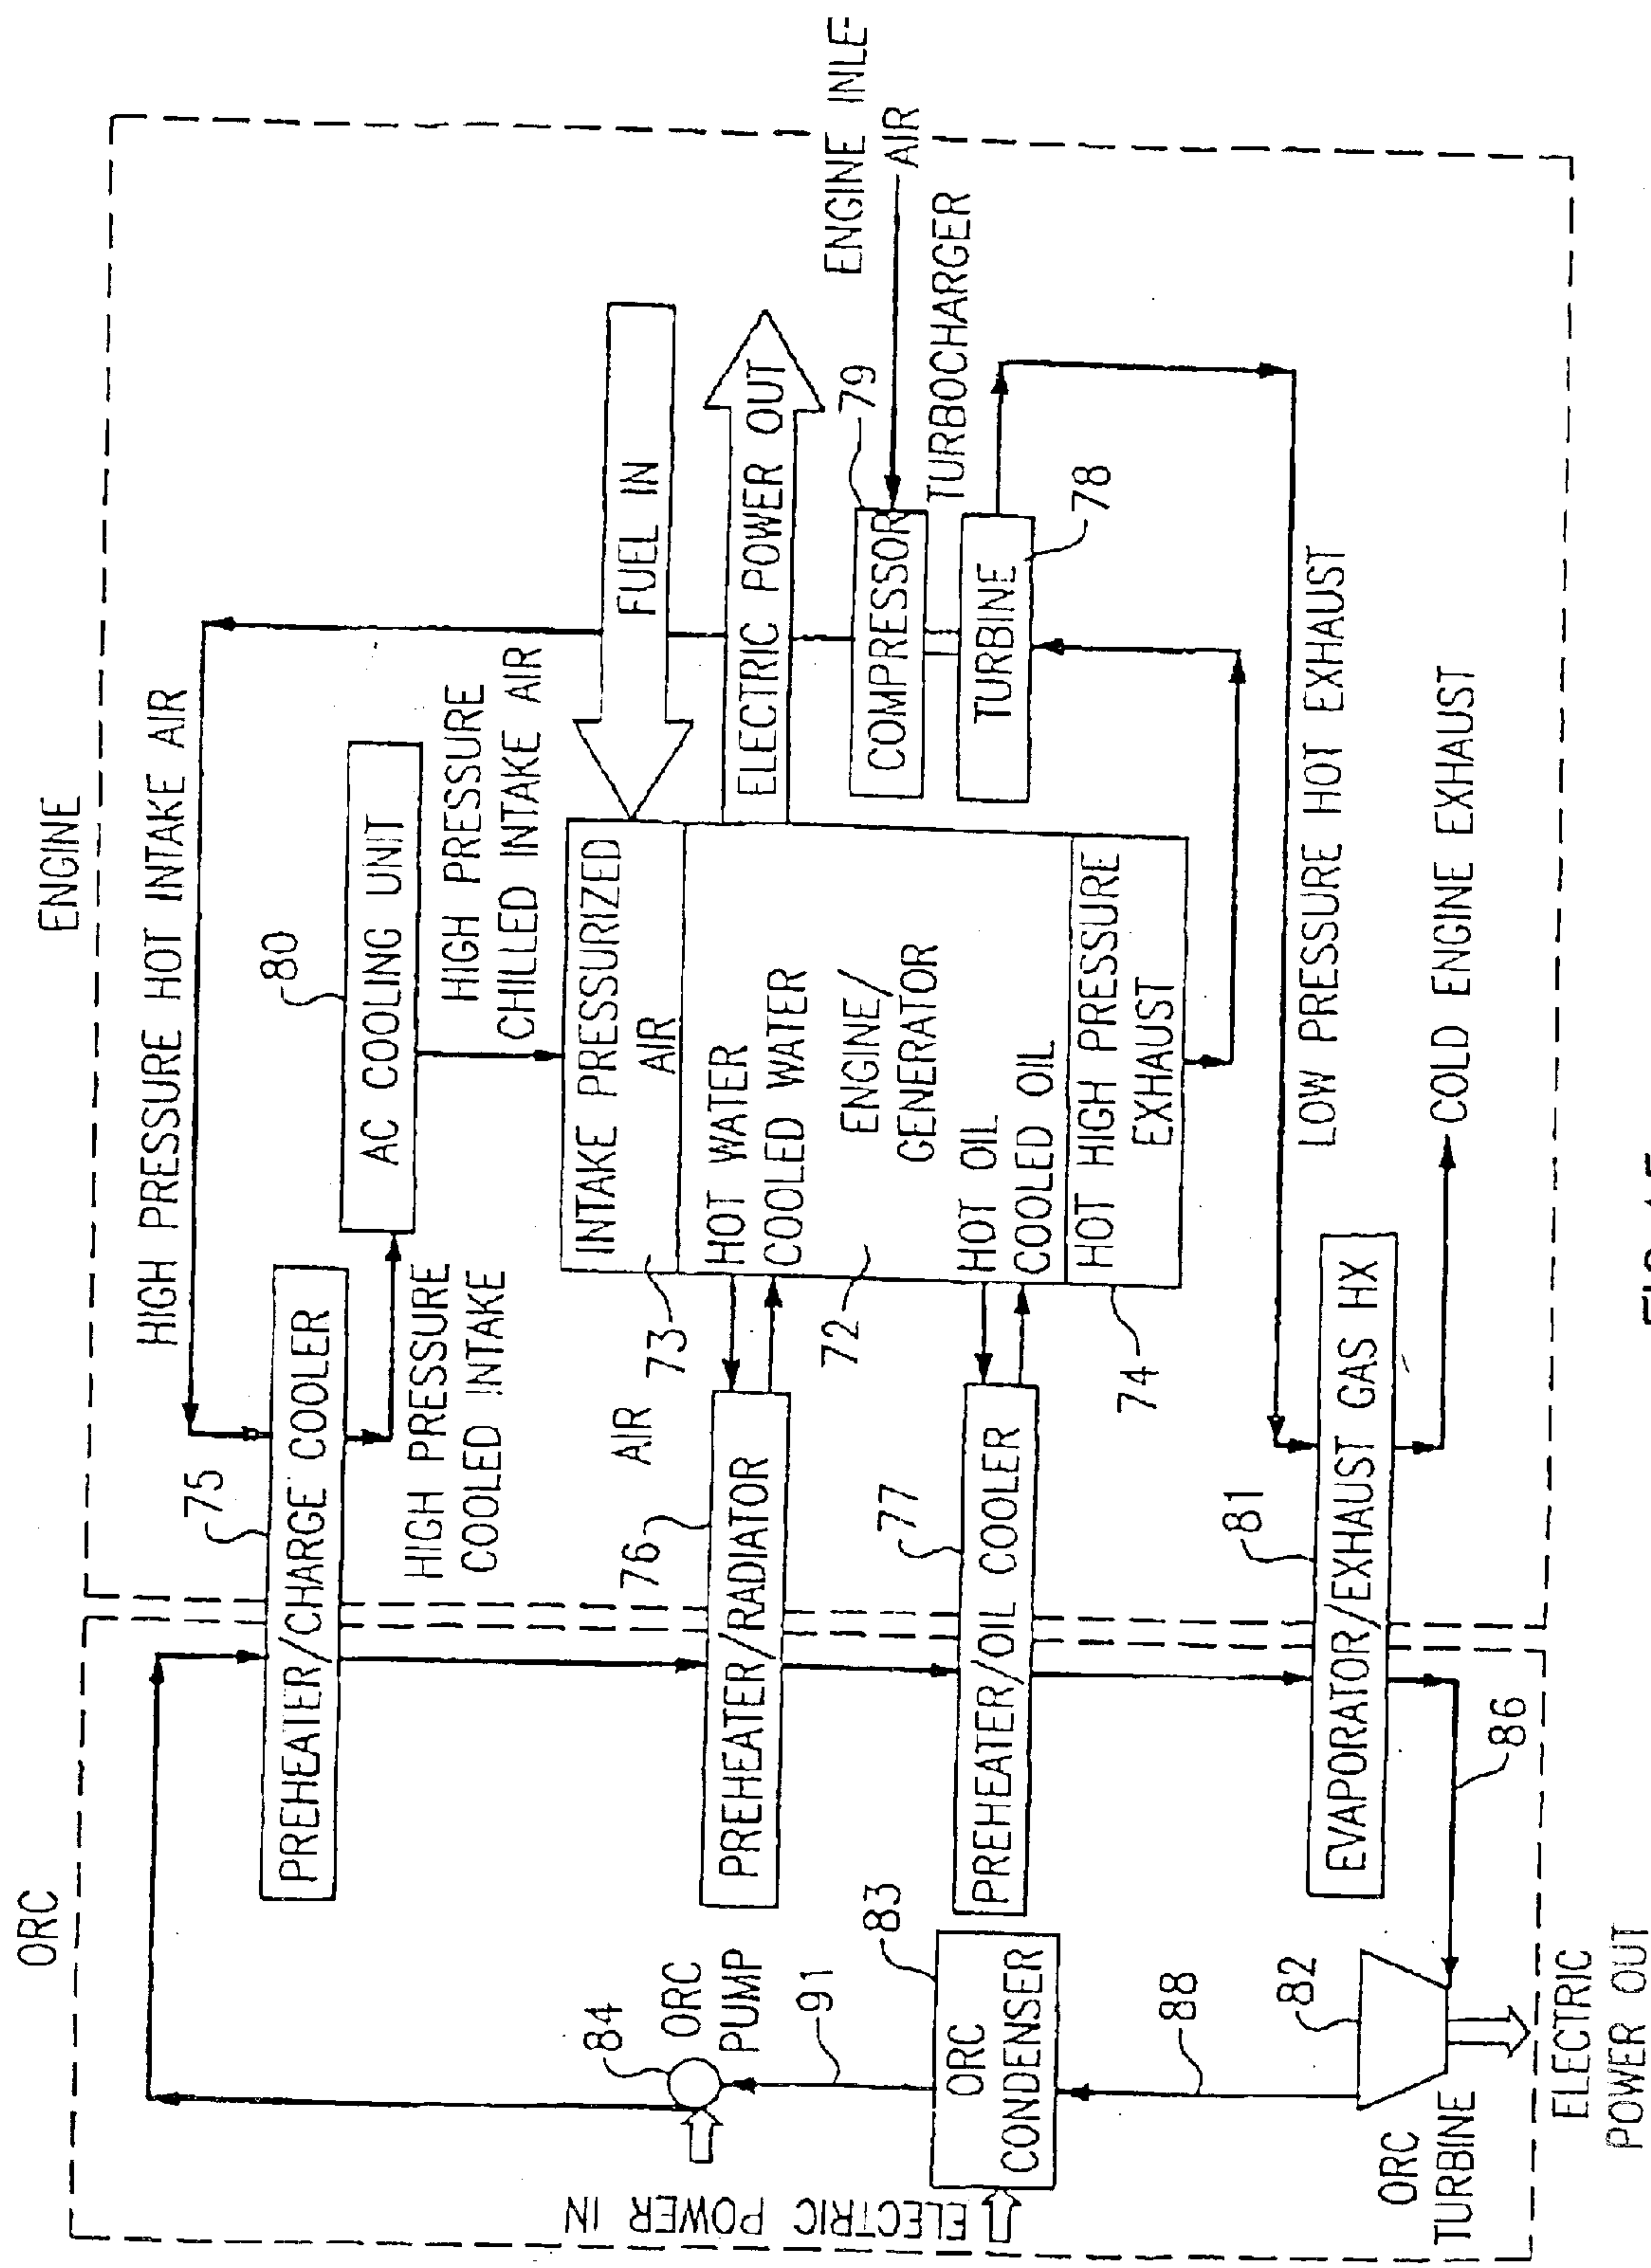 ORC
ENGINE
HIGH PRESSURE HOT INTAKE AIR
75
PREHEATER/CHARGE COOLER
80
AC COOLING UNIT
HIGH PRESSURE
COOLED INTAKE
AIR
HIGH PRESSURE
CHILLED INTAKE AIR
FUEL IN
ELECTRIC POWER OUT
INTAKE PRESSURIZED
AIR
73
HOT WATER
COOLED WATER
72
ENGINE/
GENERATOR
HOT OIL
COOLED OIL
HOT HIGH PRESSURE
EXHAUST
74
76
PREHEATER/RADIATOR
77
PREHEATER/OIL COOLER
81
EVAPORATOR/EXHAUST GAS HX
ENGINE INLE
AIR
79
COMPRESSOR
TURBOCHARGER
TURBINE
78
LOW PRESSURE HOT EXHAUST
COLD ENGINE EXHAUST
84
ORC
PUMP
91
83
ORC
CONDENSER
88
82
86
ORC
TURBINE
ELECTRIC POWER IN
ELECTRIC
POWER OUT